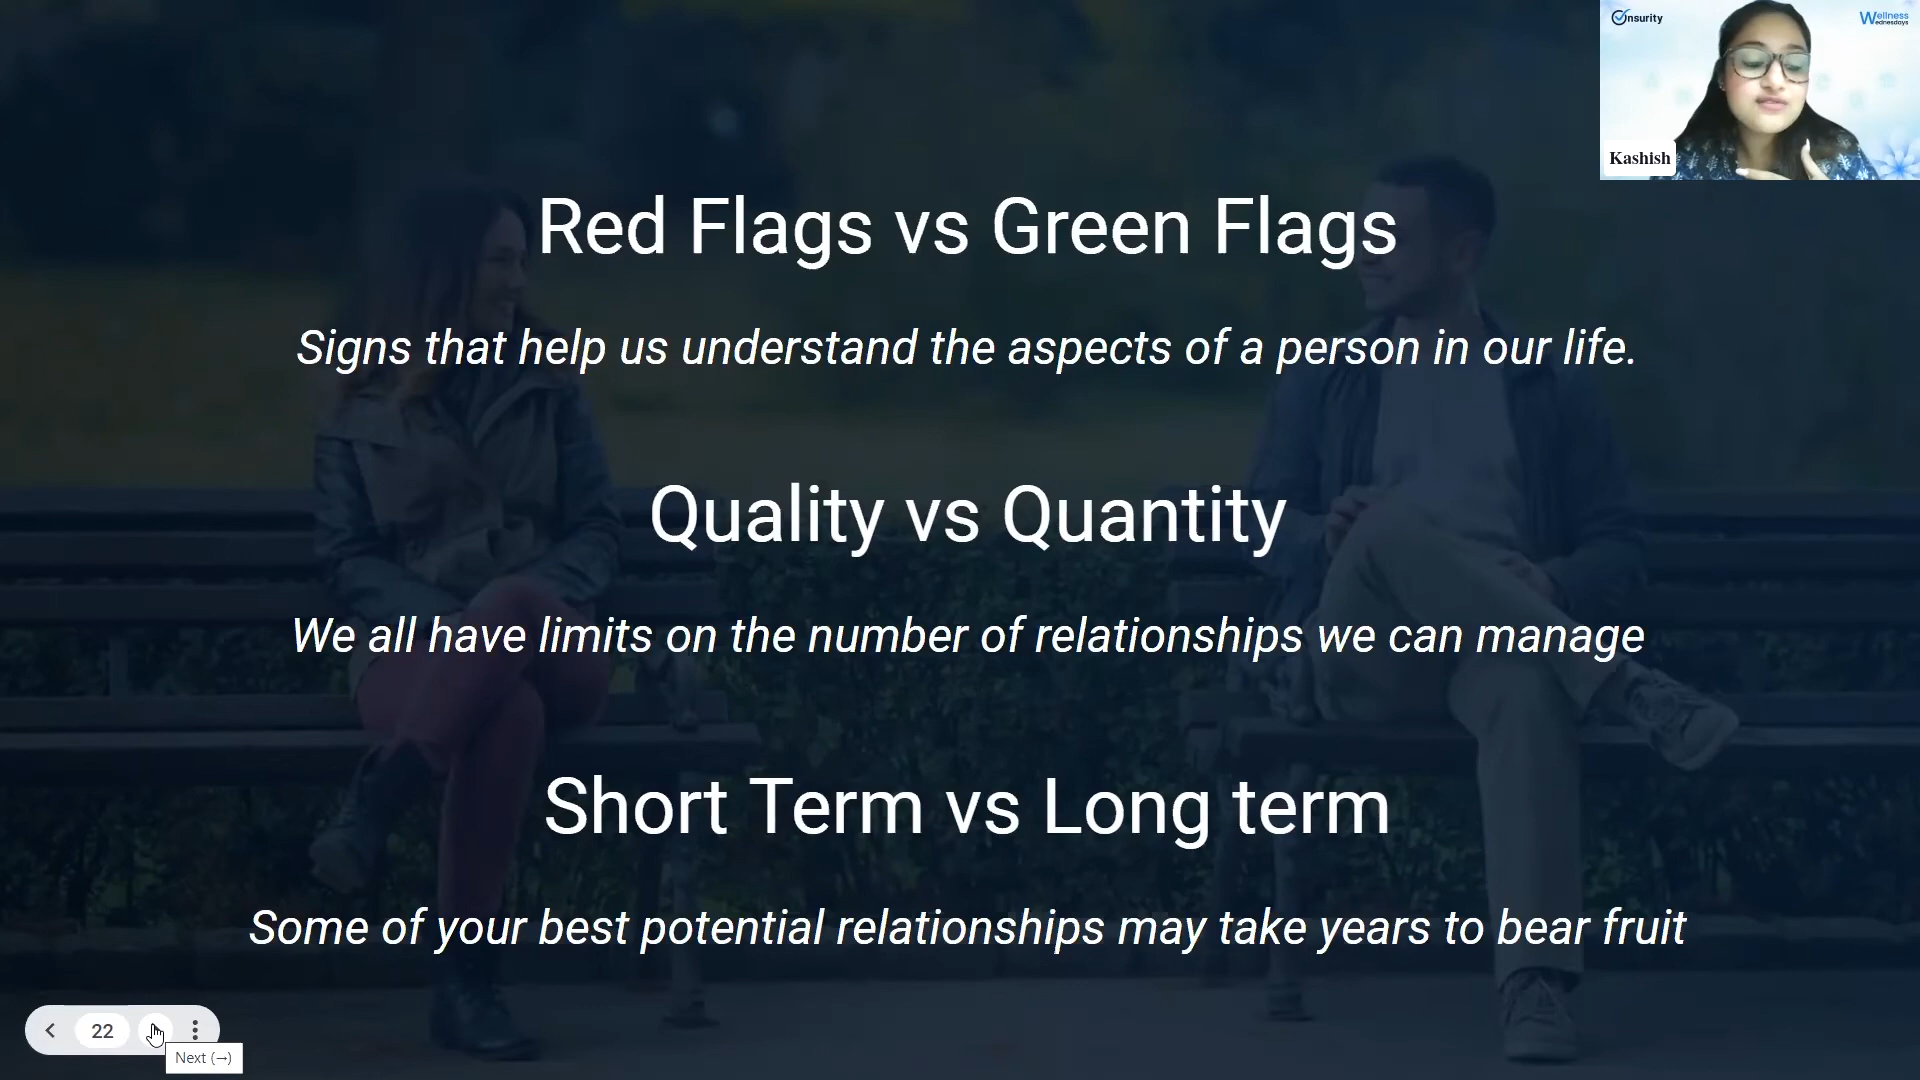 Onsurity
Wellness
Wednesdays
Kashish
Red Flags vs Green Flags
Signs that help us understand the aspects of a person in our life.
Quality vs Quantity
We all have limits on the number of relationships we can manage
Short Term vs Long term
Some of your best potential relationships may take years to bear fruit
22
Next (→)